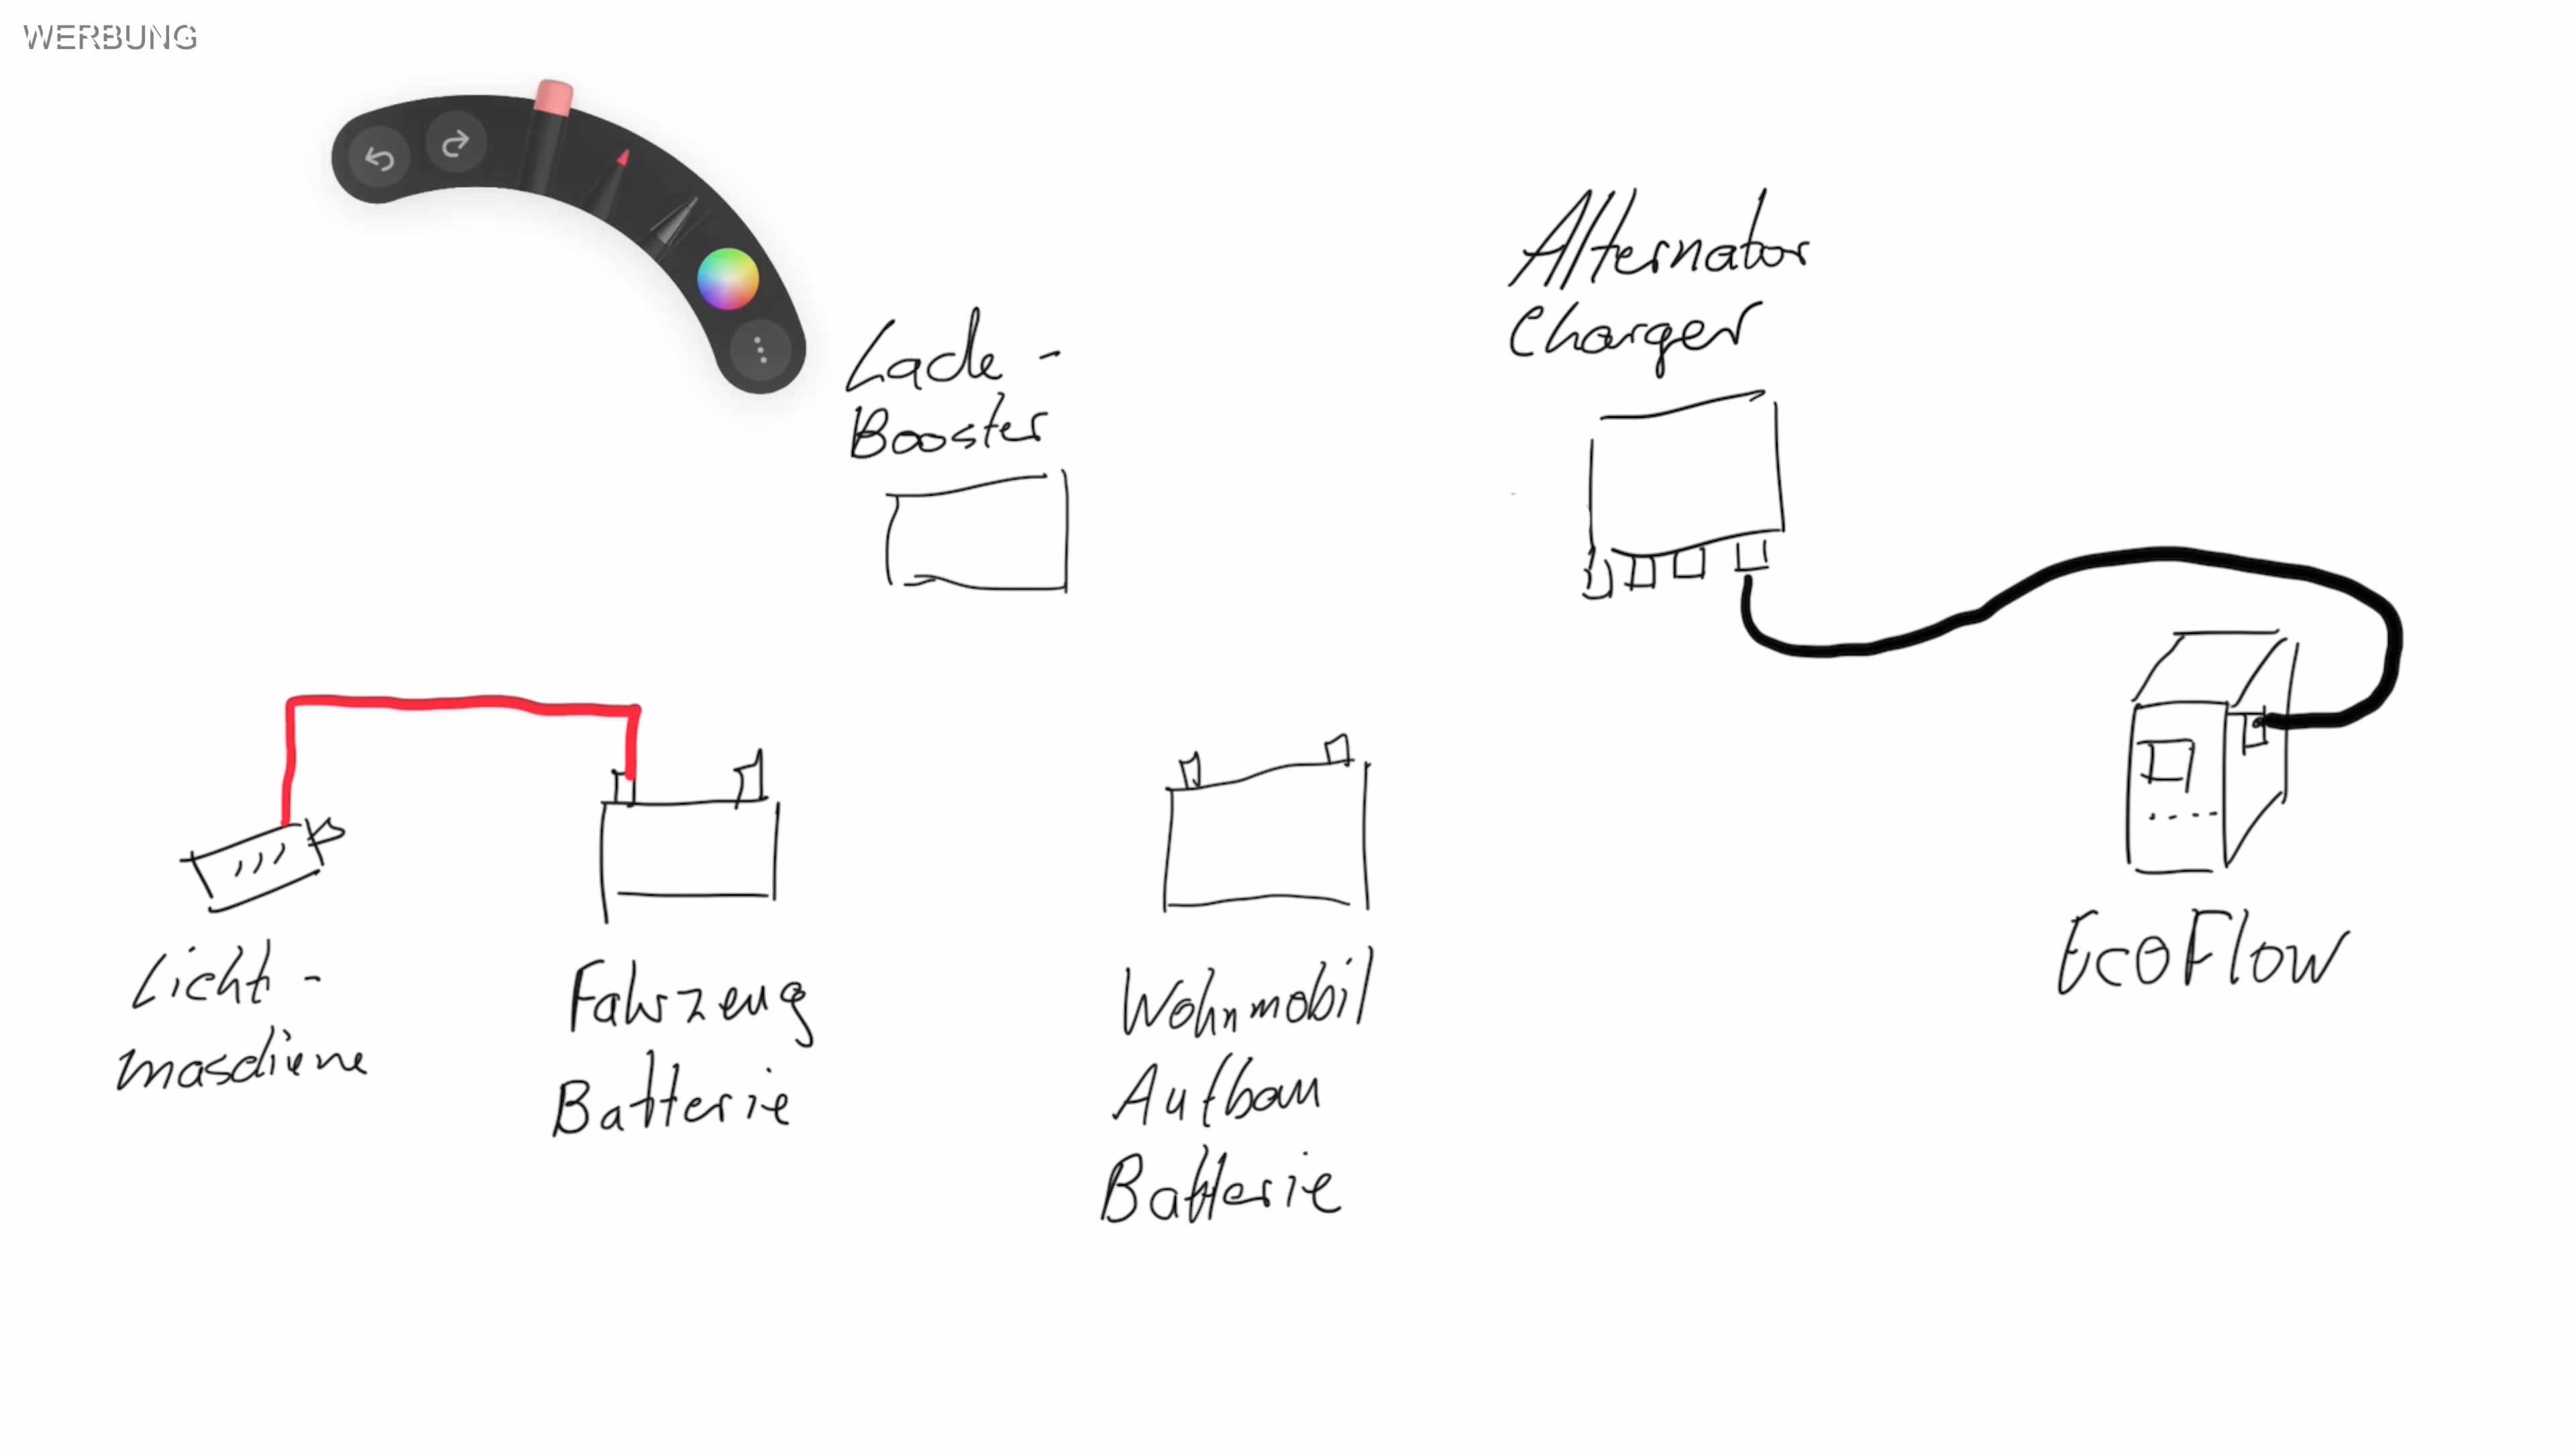 WERBUNG
Alternator
Charger
Lade-
Booster
Licht-
maschine
Fahrzeug
Batterie
Wohnmobil
Aufbau
Batterie
EcoFlow